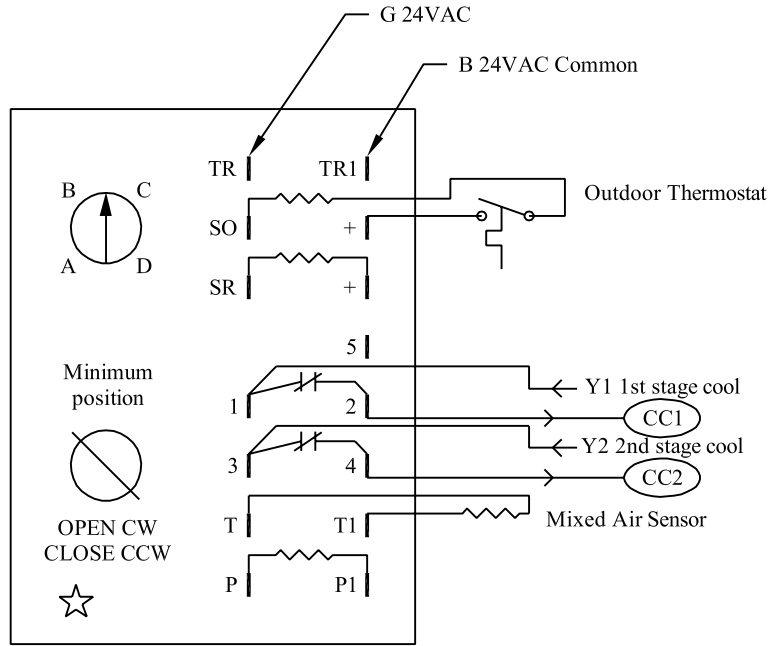 G 24VAC
B 24VAC Common
TR TR1
B C
Outdoor Thermostat
SO +
A D
SR +
5
Minimum
position
Y1 1st stage cool
1 2
CC1
Y2 2nd stage cool
3 4
CC2
T T1
Mixed Air Sensor
OPEN CW
CLOSE CCW
P P1